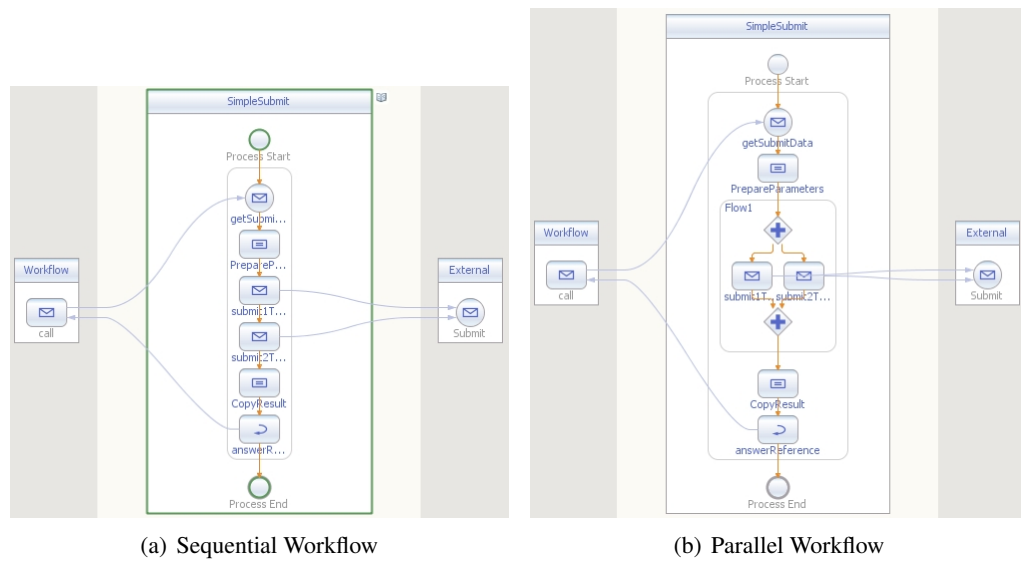 SimpleSubmit
Process Start
getSubmi...
PrepareP...
submit1T...
submit2T...
CopyResult
answerR...
Process End
Workflow
call
External
Submit
(a) Sequential Workflow
SimpleSubmit
Process Start
getSubmitData
PrepareParameters
Flow1
submit1T... submit2T...
CopyResult
answerReference
Process End
Workflow
call
External
Submit
(b) Parallel Workflow